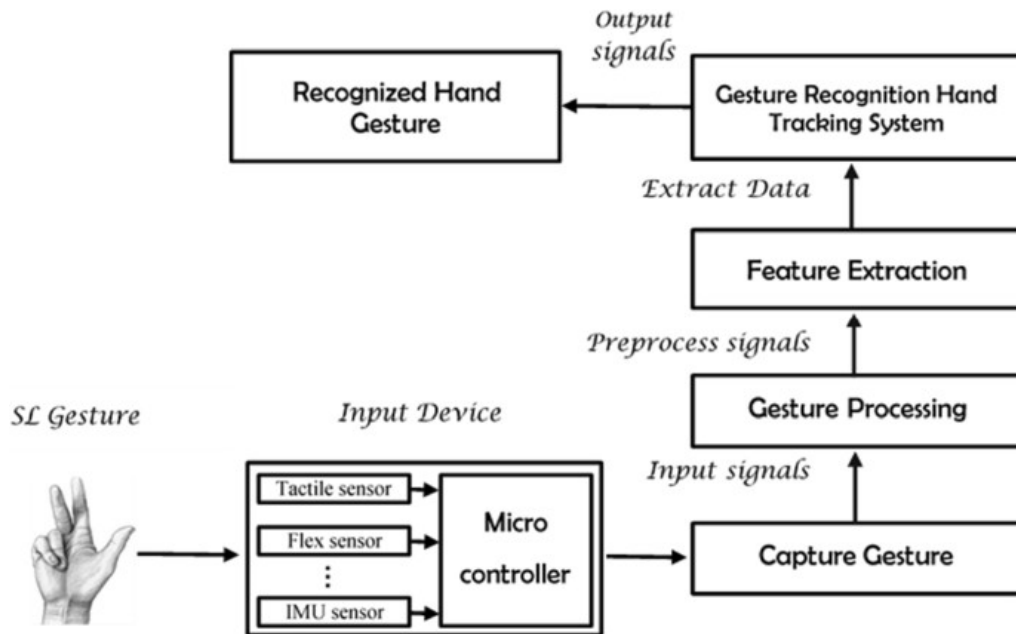 Output
signals
Recognized Hand
Gesture
Gesture Recognition Hand
Tracking System
Extract Data
Feature Extraction
Preprocess signals
Gesture Processing
SL Gesture
Input Device
Input signals
Tactile sensor
Flex sensor
⋮
IMU sensor
Micro
controller
Capture Gesture